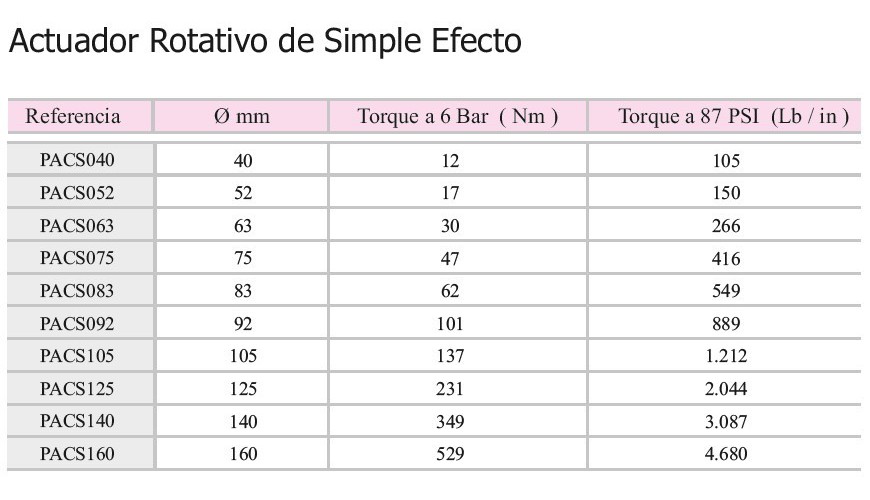 Actuador Rotativo de Simple Efecto
Referencia Ø mm Torque a 6 Bar ( Nm ) Torque a 87 PSI (Lb / in )
PACS040 40 12 105
PACS052 52 17 150
PACS063 63 30 266
PACS075 75 47 416
PACS083 83 62 549
PACS092 92 101 889
PACS105 105 137 1.212
PACS125 125 231 2.044
PACS140 140 349 3.087
PACS160 160 529 4.680